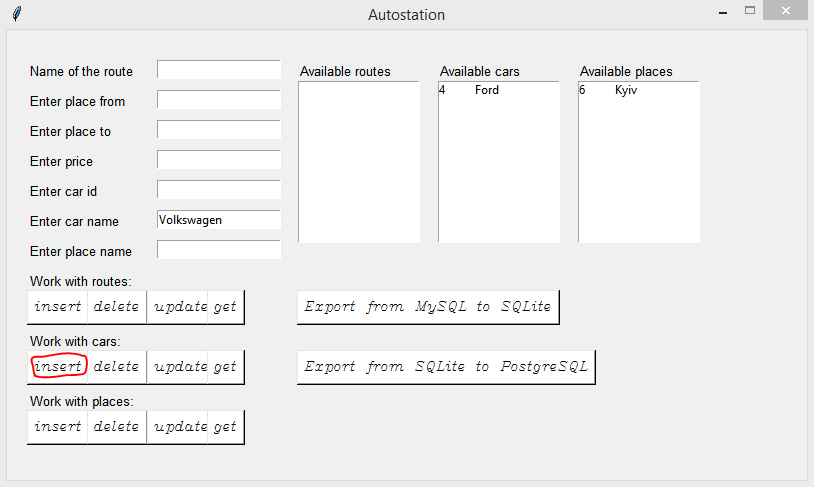 Autostation
Name of the route
Enter place from
Enter place to
Enter price
Enter car id
Enter car name Volkswagen
Enter place name
Available routes Available cars Available places
4 Ford 6 Kyiv
Work with routes:
insert delete update get Export from MySQL to SQLite
Work with cars:
insert delete update get Export from SQLite to PostgreSQL
Work with places:
insert delete update get